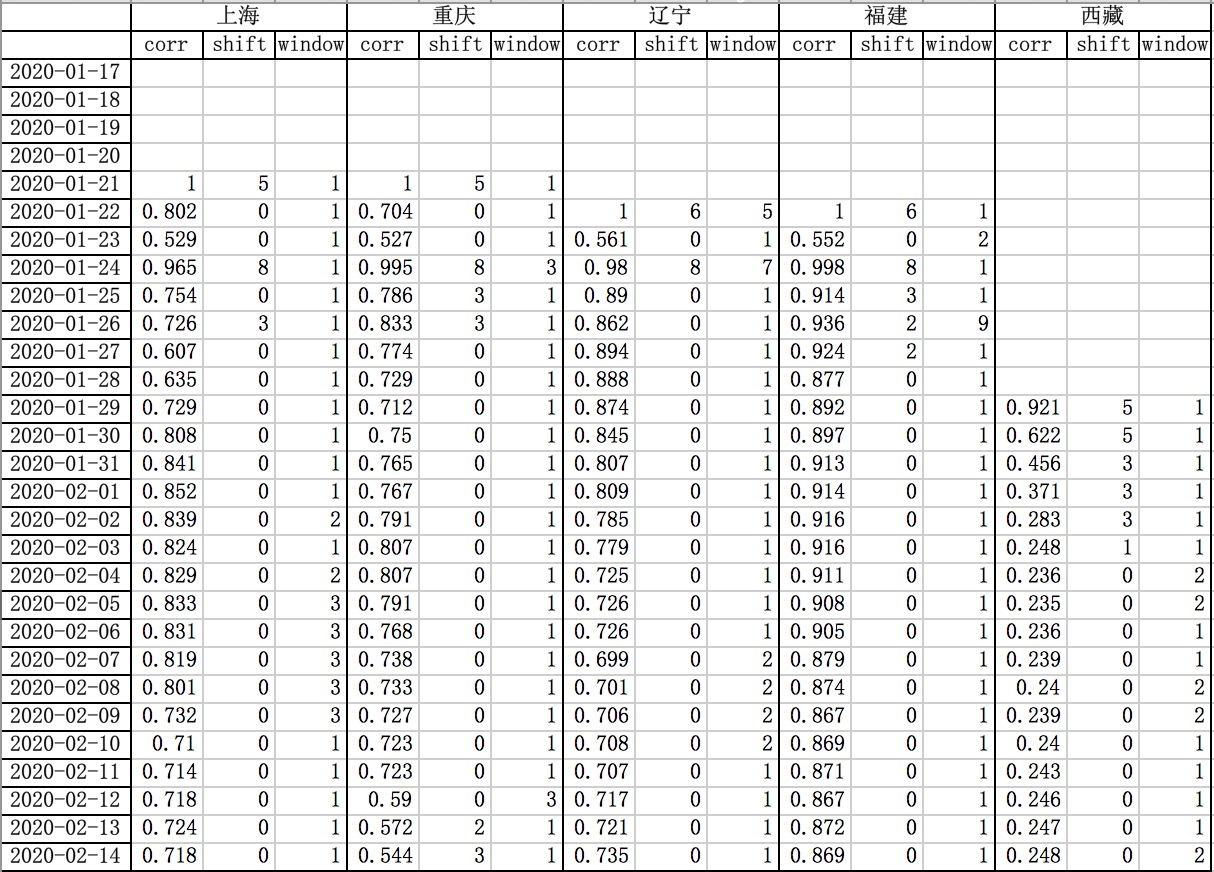 上海 重庆 辽宁 福建 西藏
corr shift window corr shift window corr shift window corr shift window corr shift window
2020-01-17
2020-01-18
2020-01-19
2020-01-20
2020-01-21 1 5 1 1 5 1
2020-01-22 0.802 0 1 0.704 0 1 1 6 5 1 6 1
2020-01-23 0.529 0 1 0.527 0 1 0.561 0 1 0.552 0 2
2020-01-24 0.965 8 1 0.995 8 3 0.98 8 7 0.998 8 1
2020-01-25 0.754 0 1 0.786 3 1 0.89 0 1 0.914 3 1
2020-01-26 0.726 3 1 0.833 3 1 0.862 0 1 0.936 2 9
2020-01-27 0.607 0 1 0.774 0 1 0.894 0 1 0.924 2 1
2020-01-28 0.635 0 1 0.729 0 1 0.888 0 1 0.877 0 1
2020-01-29 0.729 0 1 0.712 0 1 0.874 0 1 0.892 0 1 0.921 5 1
2020-01-30 0.808 0 1 0.75 0 1 0.845 0 1 0.897 0 1 0.622 5 1
2020-01-31 0.841 0 1 0.765 0 1 0.807 0 1 0.913 0 1 0.456 3 1
2020-02-01 0.852 0 1 0.767 0 1 0.809 0 1 0.914 0 1 0.371 3 1
2020-02-02 0.839 0 2 0.791 0 1 0.785 0 1 0.916 0 1 0.283 3 1
2020-02-03 0.824 0 1 0.807 0 1 0.779 0 1 0.916 0 1 0.248 1 1
2020-02-04 0.829 0 2 0.807 0 1 0.725 0 1 0.911 0 1 0.236 0 2
2020-02-05 0.833 0 3 0.791 0 1 0.726 0 1 0.908 0 1 0.235 0 2
2020-02-06 0.831 0 3 0.768 0 1 0.726 0 1 0.905 0 1 0.236 0 1
2020-02-07 0.819 0 3 0.738 0 1 0.699 0 2 0.879 0 1 0.239 0 1
2020-02-08 0.801 0 3 0.733 0 1 0.701 0 2 0.874 0 1 0.24 0 2
2020-02-09 0.732 0 3 0.727 0 1 0.706 0 2 0.867 0 1 0.239 0 2
2020-02-10 0.71 0 1 0.723 0 1 0.708 0 2 0.869 0 1 0.24 0 1
2020-02-11 0.714 0 1 0.723 0 1 0.707 0 1 0.871 0 1 0.243 0 1
2020-02-12 0.718 0 1 0.59 0 3 0.717 0 1 0.867 0 1 0.246 0 1
2020-02-13 0.724 0 1 0.572 2 1 0.721 0 1 0.872 0 1 0.247 0 1
2020-02-14 0.718 0 1 0.544 3 1 0.735 0 1 0.869 0 1 0.248 0 2